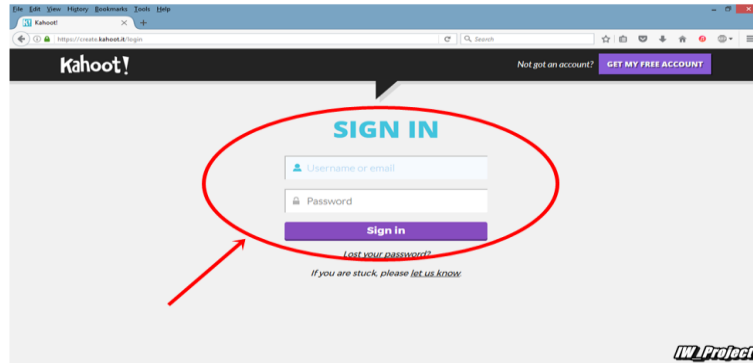 File Edit View History Bookmarks Tools Help
Kahoot! × +
https://create.kahoot.it/login
Search
Kahoot!
Not got an account? GET MY FREE ACCOUNT
SIGN IN
Username or email
Password
Sign in
Lost your password?
If you are stuck, please let us know
IW_Project